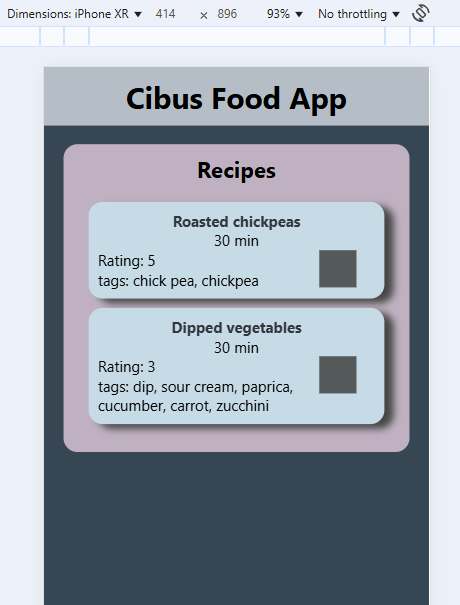 Dimensions: iPhone XR 414 × 896 93% No throttling
Cibus Food App
Recipes
Roasted chickpeas
30 min
Rating: 5
tags: chick pea, chickpea
Dipped vegetables
30 min
Rating: 3
tags: dip, sour cream, paprica,
cucumber, carrot, zucchini